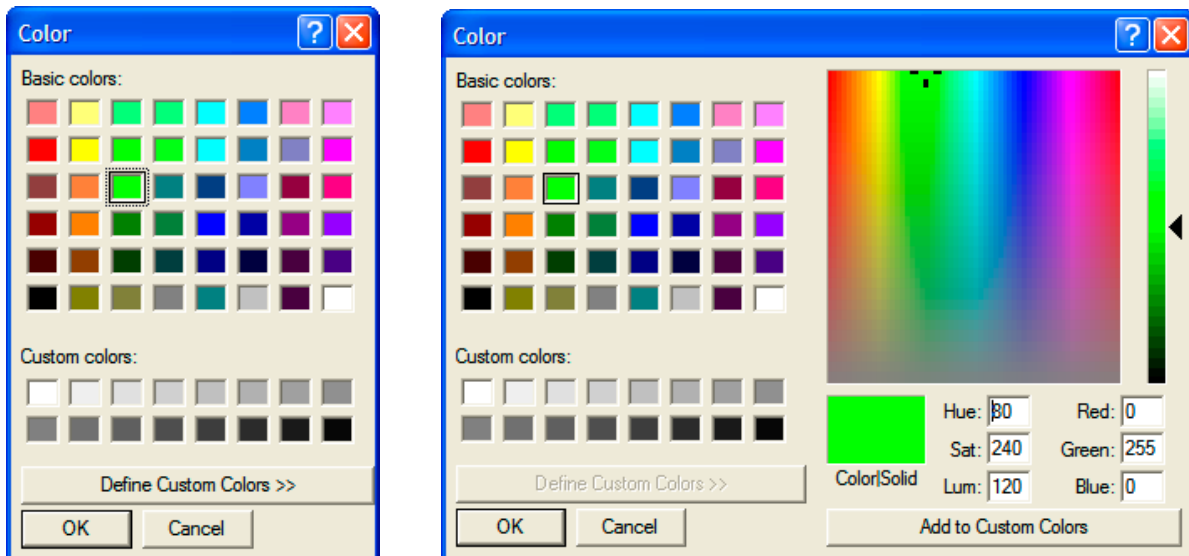 Color
Basic colors:
Custom colors:
Define Custom Colors >>
OK Cancel
Color
Basic colors:
Custom colors:
Define Custom Colors >>
OK Cancel
Color|Solid
Hue: 80 Red: 0
Sat: 240 Green: 255
Lum: 120 Blue: 0
Add to Custom Colors